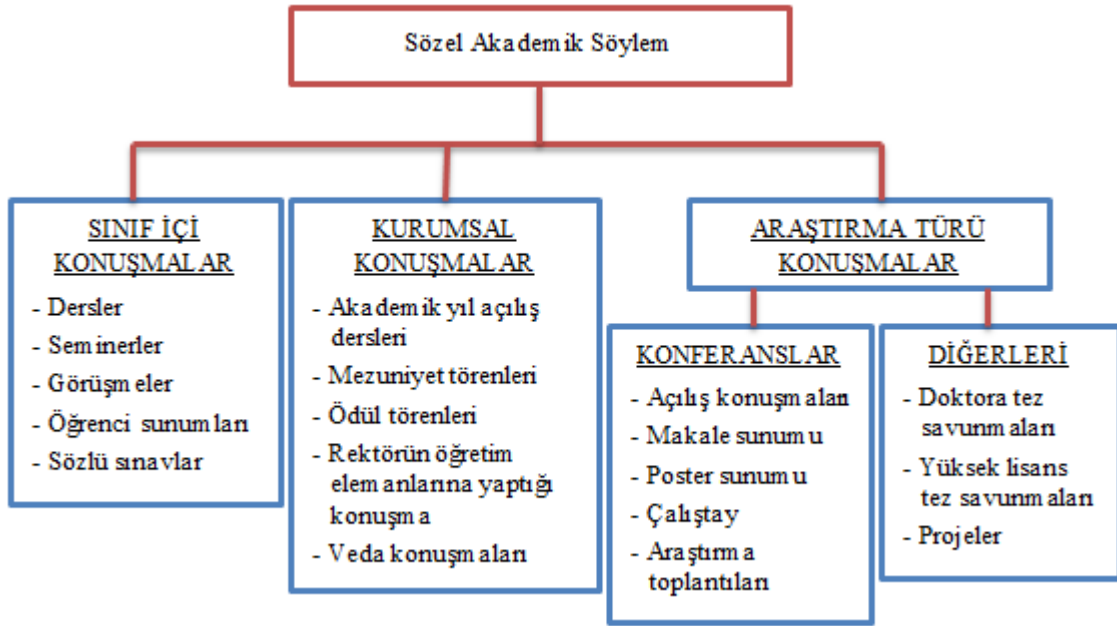 Sözel Akademik Söylem
SINIF İÇİ
KONUŞMALAR
- Dersler
- Seminerler
- Görüşmeler
- Öğrenci sunumları
- Sözlü sınavlar
KURUMSAL
KONUŞMALAR
- Akademik yıl açılış
dersleri
- Mezuniyet törenleri
- Ödül törenleri
- Rektörün öğretim
elemanlarına yaptığı
konuşma
- Veda konuşmaları
ARAŞTIRMA TÜRÜ
KONUŞMALAR
KONFERANSLAR
- Açılış konuşmaları
- Makale sunumu
- Poster sunumu
- Çalıştay
- Araştırma
toplantıları
DİĞERLERİ
- Doktora tez
savunmaları
- Yüksek lisans
tez savunmaları
- Projeler